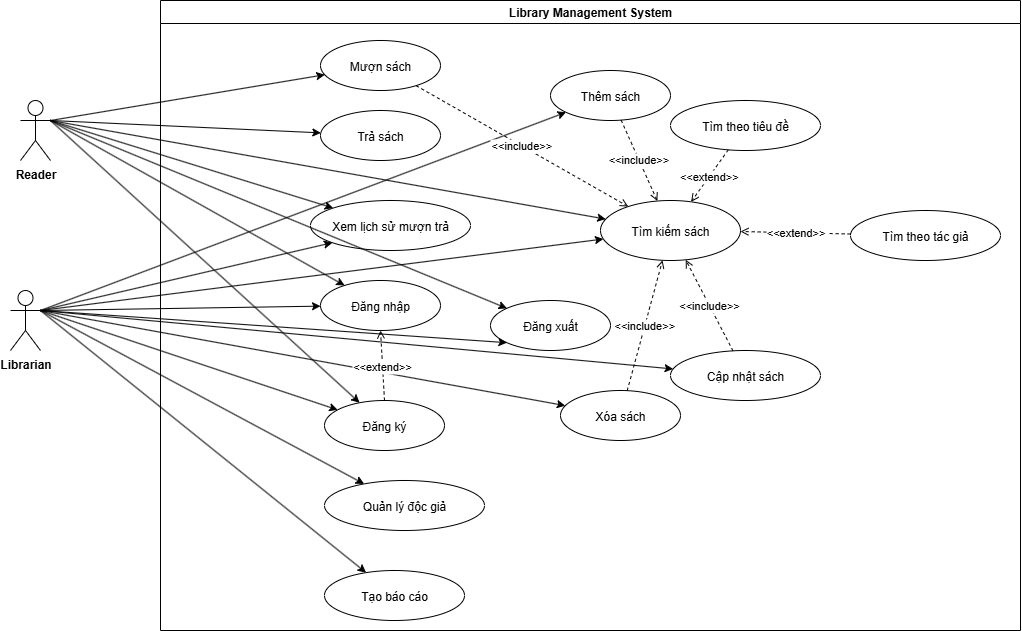 Library Management System
Mượn sách
Thêm sách
Tìm theo tiêu đề
Trả sách
<<include>>
<<include>>
Reader
<<extend>>
Xem lịch sử mượn trả
Tìm kiếm sách
<<extend>>
Tìm theo tác giả
Đăng nhập
<<include>>
Đăng xuất
<<include>>
Librarian
<<extend>>
Cập nhật sách
Xóa sách
Đăng ký
Quản lý độc giả
Tạo báo cáo